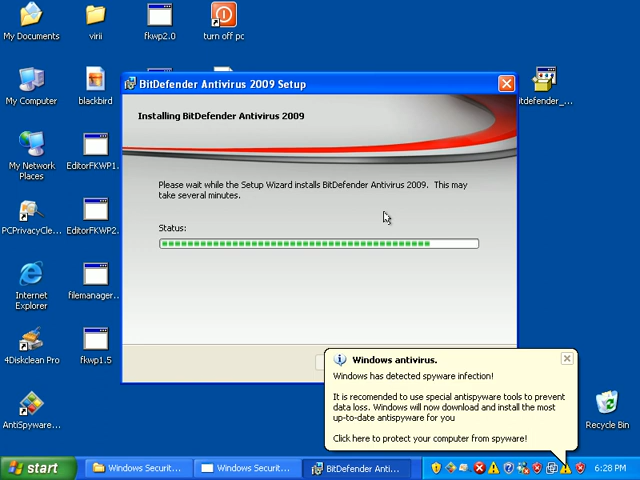 My Documents
virii
fkwp2.0
turn off pc
BitDefender Antivirus 2009 Setup
Installing BitDefender Antivirus 2009
My Computer
blackbird
itdefender_...
My Network
Places
EditorFKWP1.
Please wait while the Setup Wizard installs BitDefender Antivirus 2009. This may
take several minutes.
PCPrivacyCle...
EditorFKWP2.
Status:
Internet
Explorer
filemanager..
4Diskclean Pro
fkwp1.5
Windows antivirus.
Windows has detected spyware infection!
It is recomended to use special antispyware tools to prevent
data loss. Windows will now download and install the most
up-to-date antispyware for you
Click here to protect your computer from spyware!
AntiSpyware...
Recycle Bin
start
Windows Securit...
Windows Securit...
BitDefender Anti...
6:28 PM